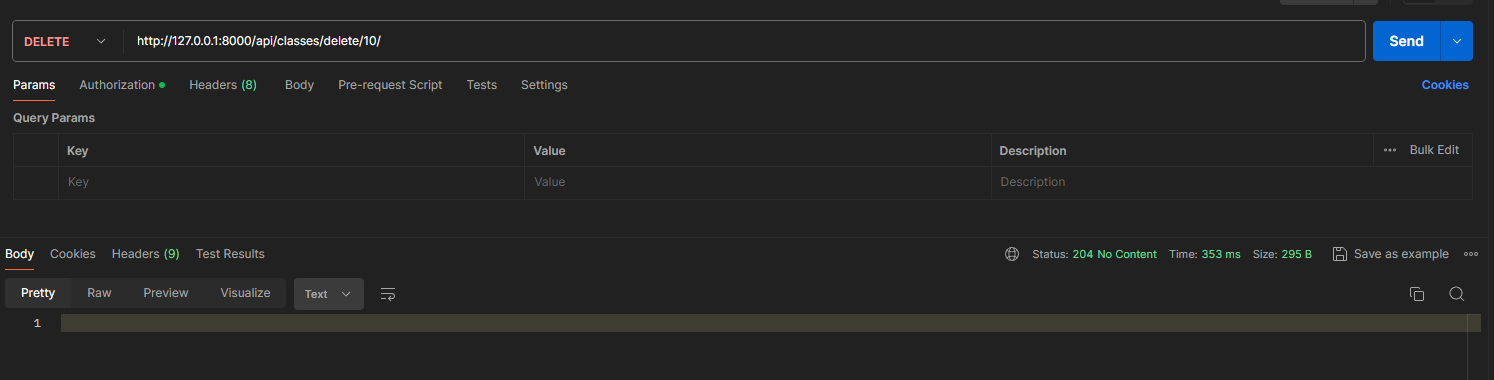 DELETE http://127.0.0.1:8000/api/classes/delete/10/ Send
Params Authorization Headers (8) Body Pre-request Script Tests Settings Cookies
Query Params
Key Value Description Bulk Edit
Key Value Description
Body Cookies Headers (9) Test Results Status: 204 No Content Time: 353 ms Size: 295 B Save as example
Pretty Raw Preview Visualize Text
1